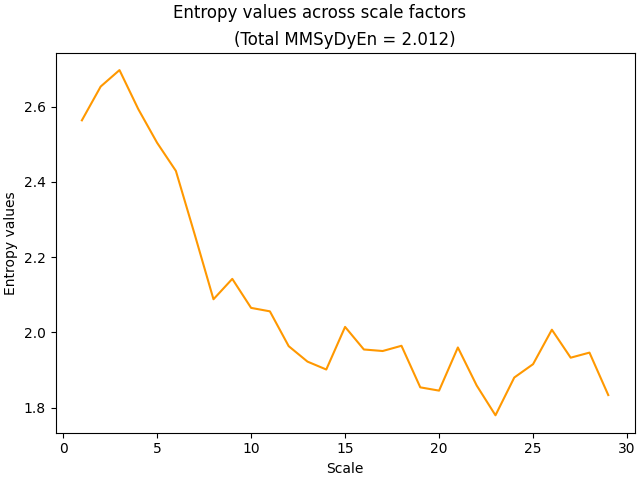 Entropy values across scale factors
(Total MMSyDyEn = 2.012)
Entropy values
2.6
2.4
2.2
2.0
1.8
0 5 10 15 20 25 30
Scale